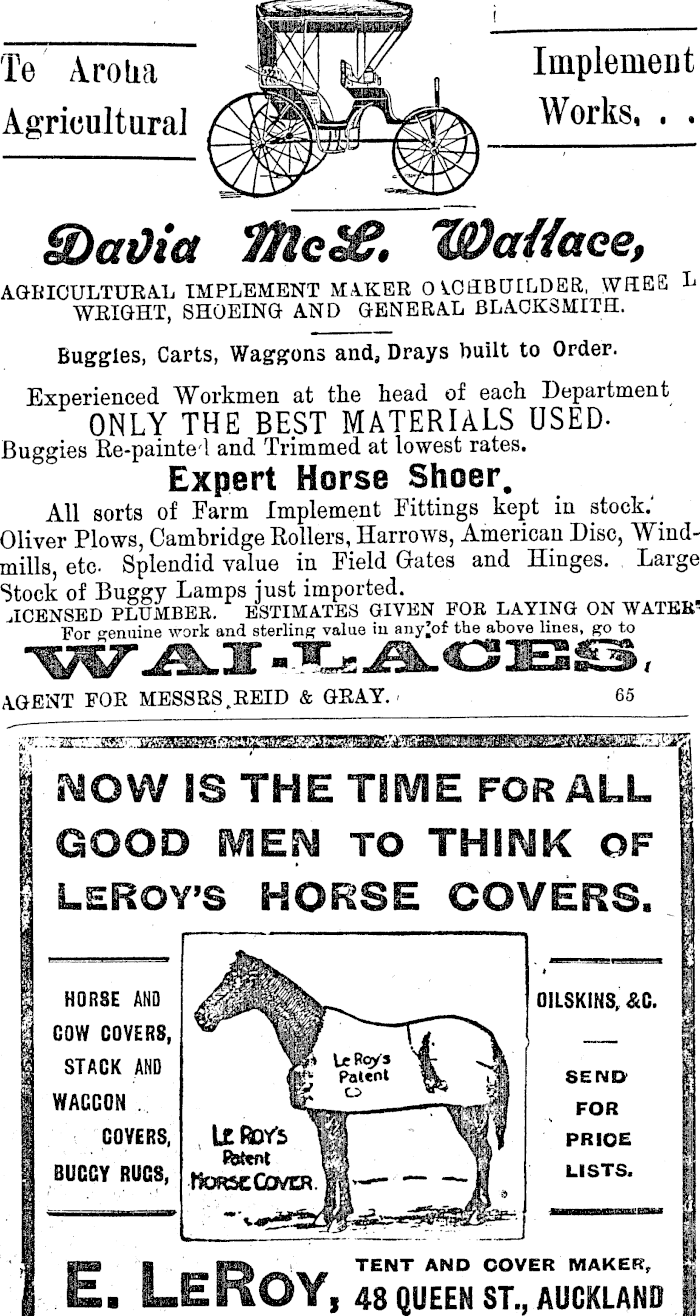 Te Aroha
Agricultural
Implement
Works. . .
David McL. Wallace,
AGRICULTURAL IMPLEMENT MAKER COACHBUILDER, WHEEL
WRIGHT, SHOEING AND GENERAL BLACKSMITH.
Buggies, Carts, Waggons and, Drays built to Order.
Experienced Workmen at the head of each Department
ONLY THE BEST MATERIALS USED.
Buggies Re-painted and Trimmed at lowest rates.
Expert Horse Shoer.
All sorts of Farm Implement Fittings kept in stock.
Oliver Plows, Cambridge Rollers, Harrows, American Disc, Wind-
mills, etc. Splendid value in Field Gates and Hinges. Large
Stock of Buggy Lamps just imported.
LICENSED PLUMBER. ESTIMATES GIVEN FOR LAYING ON WATER
For genuine work and sterling value in any of the above lines, go to
WALLACES,
AGENT FOR MESSRS. REID & GRAY. 65
NOW IS THE TIME FOR ALL
GOOD MEN TO THINK OF
LEROY'S HORSE COVERS.
HORSE AND
COW COVERS,
STACK AND
WAGGON
COVERS,
BUGGY RUGS,
Le Roy's
Patent
LE ROY'S
Patent
HORSE COVER.
OILSKINS, &C.
SEND
FOR
PRICE
LISTS.
E. LEROY,
TENT AND COVER MAKER,
48 QUEEN ST., AUCKLAND